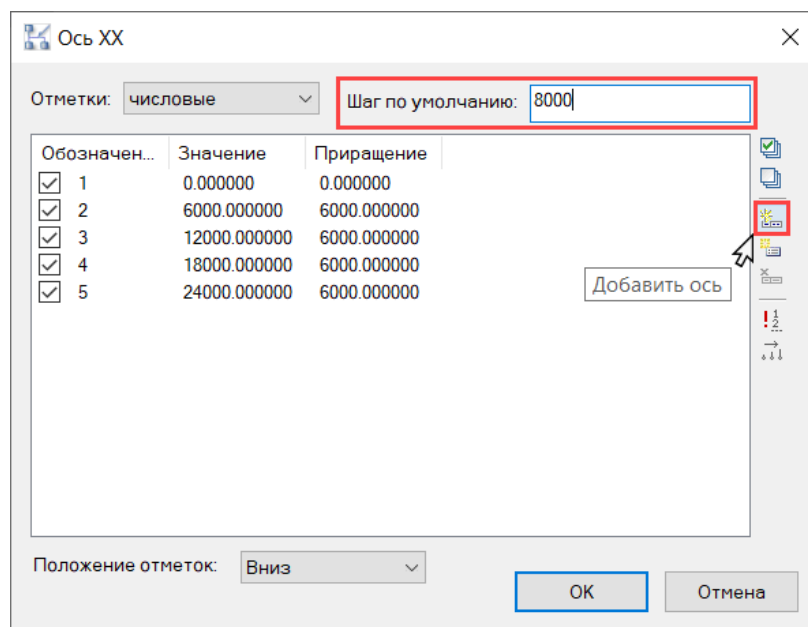 Ось XX
Отметки: числовые Шаг по умолчанию: 8000
Обозначен... Значение Приращение
1 0.000000 0.000000
2 6000.000000 6000.000000
3 12000.000000 6000.000000
4 18000.000000 6000.000000
5 24000.000000 6000.000000
Добавить ось
Положение отметок: Вниз
OK Отмена